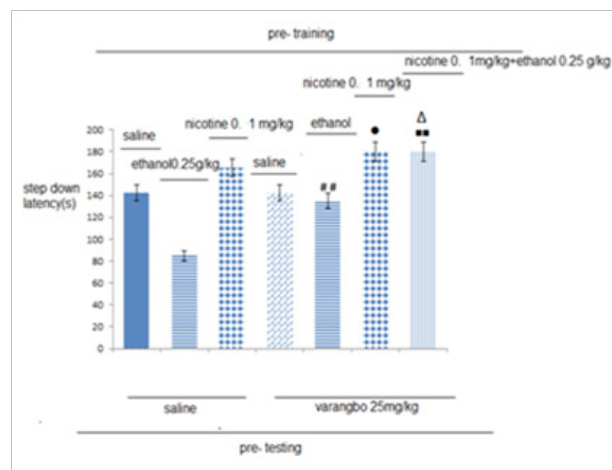 pre- training
nicotine 0. 1mg/kg+ethanol 0.25 g/kg
nicotine 0. 1 mg/kg
nicotine 0. 1 mg/kg
ethanol
saline
saline
ethanol0.25g/kg
step down
latency(s)
200
180
160
140
120
100
80
60
40
20
0
##
●
Δ
■■
saline
varangbo 25mg/kg
pre- testing